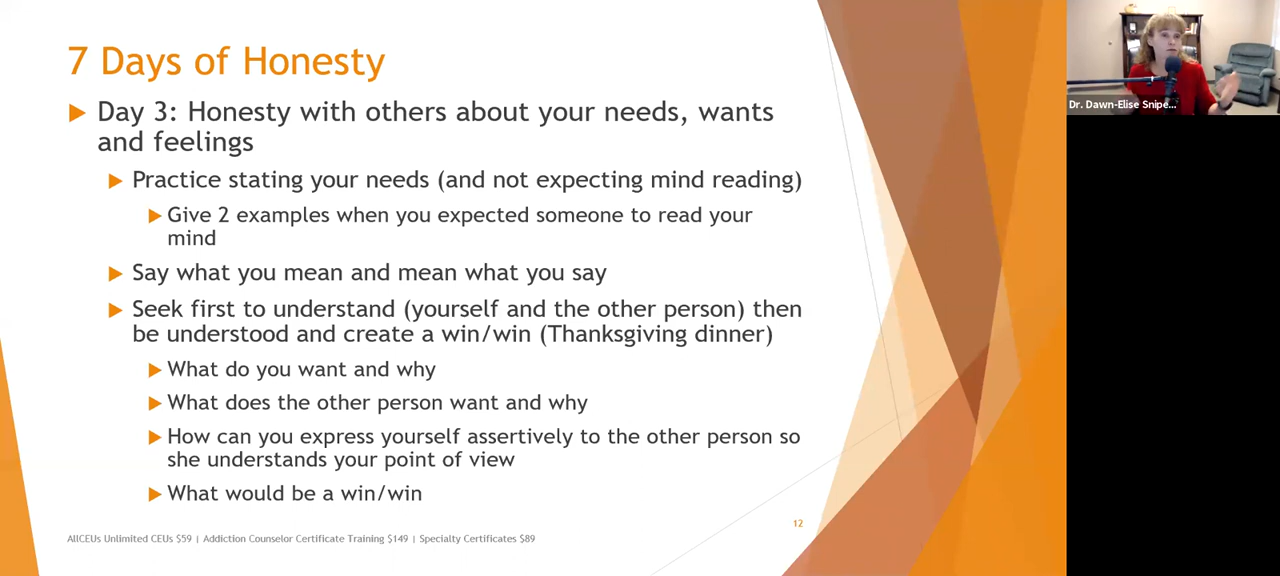 7 Days of Honesty
Day 3: Honesty with others about your needs, wants
and feelings
Practice stating your needs (and not expecting mind reading)
Give 2 examples when you expected someone to read your
mind
Say what you mean and mean what you say
Seek first to understand (yourself and the other person) then
be understood and create a win/win (Thanksgiving dinner)
What do you want and why
What does the other person want and why
How can you express yourself assertively to the other person so
she understands your point of view
What would be a win/win
12
AllCEUs Unlimited CEUs $59 | Addiction Counselor Certificate Training $149 | Specialty Certificates $89
Dr. Dawn-Elise Snipe...